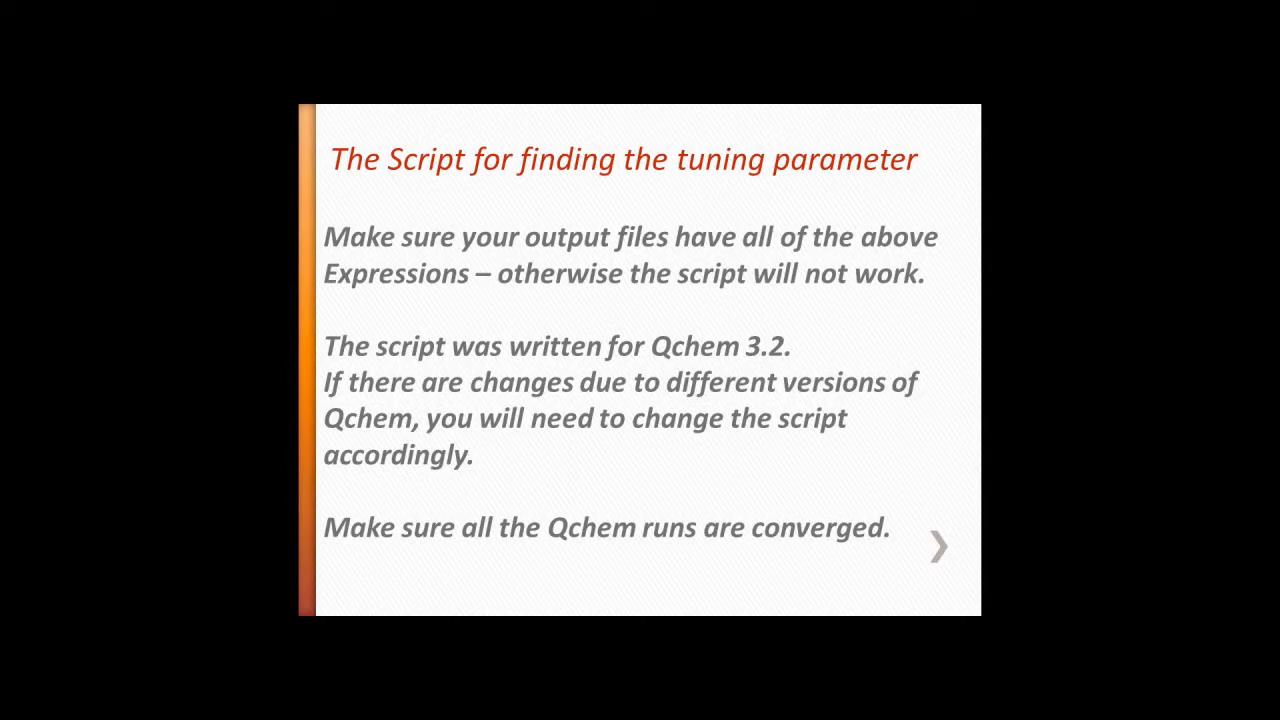 The Script for finding the tuning parameter
Make sure your output files have all of the above
Expressions – otherwise the script will not work.
The script was written for Qchem 3.2.
If there are changes due to different versions of
Qchem, you will need to change the script
accordingly.
Make sure all the Qchem runs are converged.